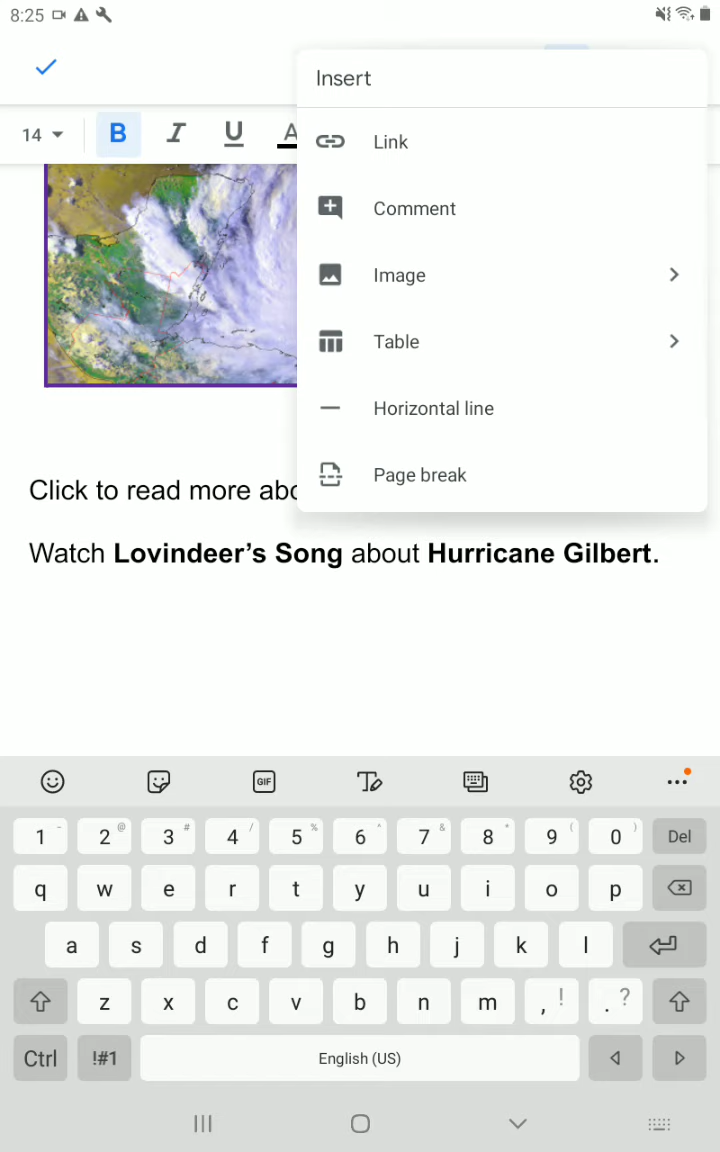 8:25
Insert
14 B I U A
Link
Comment
Image
Table
Horizontal line
Page break
Click to read more abo
Watch Lovindeer’s Song about Hurricane Gilbert.
GIF T
1 - 2 @ 3 # 4 / 5 % 6 ^ 7 & 8 * 9 ( 0 ) Del
q w e r t y u i o p
a s d f g h j k l
z x c v b n m , ! . ?
Ctrl !#1 English (US)